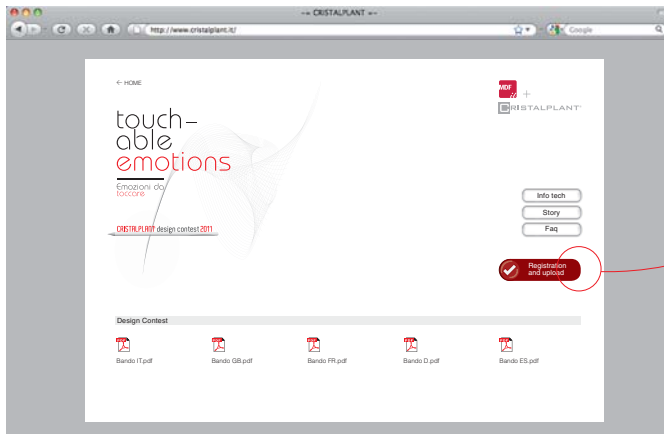 -= CRISTALPLANT =-
http://www.cristalplant.it/
Google
← HOME
MDF
+
CRISTALPLANT
touch-
able
emotions
Emozioni da
toccare
CRISTALPLANT design contest 2011
Info tech
Story
Faq
Registration
and upload
Design Contest
Bando IT.pdf
Bando GB.pdf
Bando FR.pdf
Bando D.pdf
Bando ES.pdf